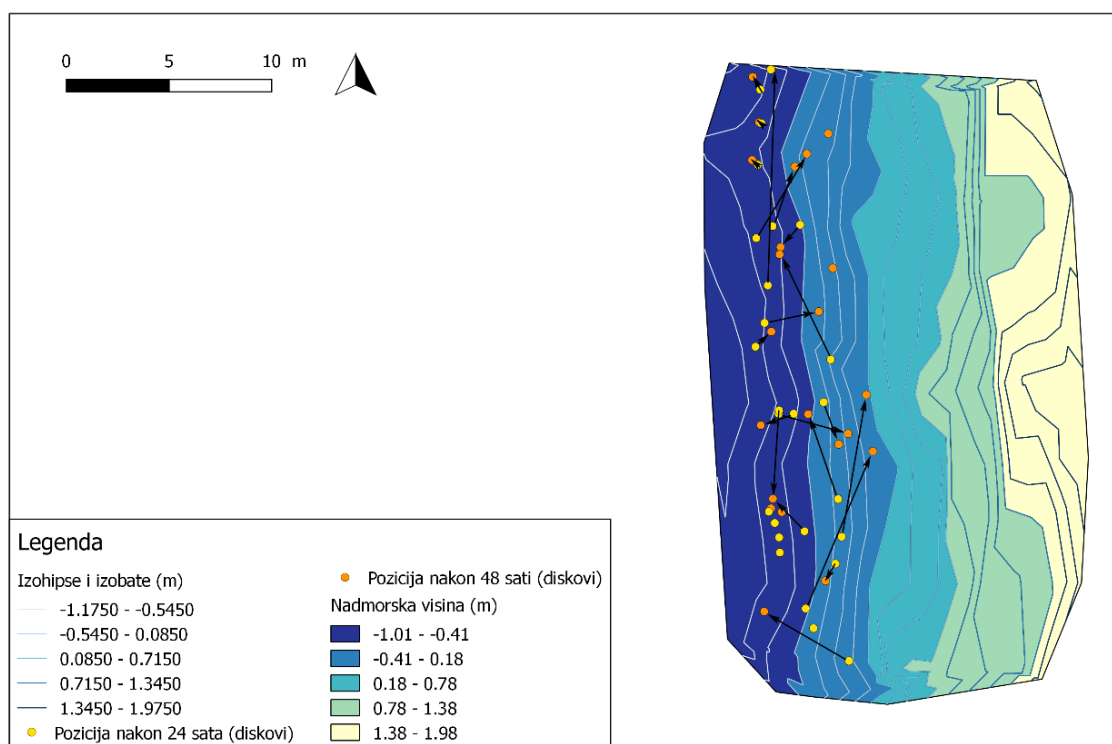 0 5 10 m
Legenda
Izohipse i izobate (m)
-1.1750 - -0.5450
-0.5450 - 0.0850
0.0850 - 0.7150
0.7150 - 1.3450
1.3450 - 1.9750
Pozicija nakon 24 sata (diskovi)
Pozicija nakon 48 sati (diskovi)
Nadmorska visina (m)
-1.01 - -0.41
-0.41 - 0.18
0.18 - 0.78
0.78 - 1.38
1.38 - 1.98